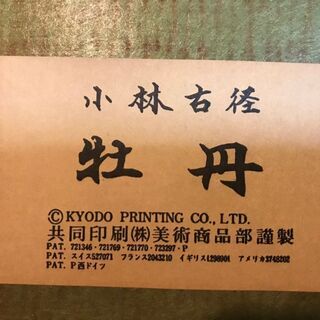 小林古径
牡丹
©KYODO PRINTING CO., LTD.
共同印刷(株)美術商品部謹製
PAT. 721346・721769・721770・723297・P
PAT. スイス527071 フランス2043210 イギリス1298901 アメリカ3748202
PAT. P西ドイツ